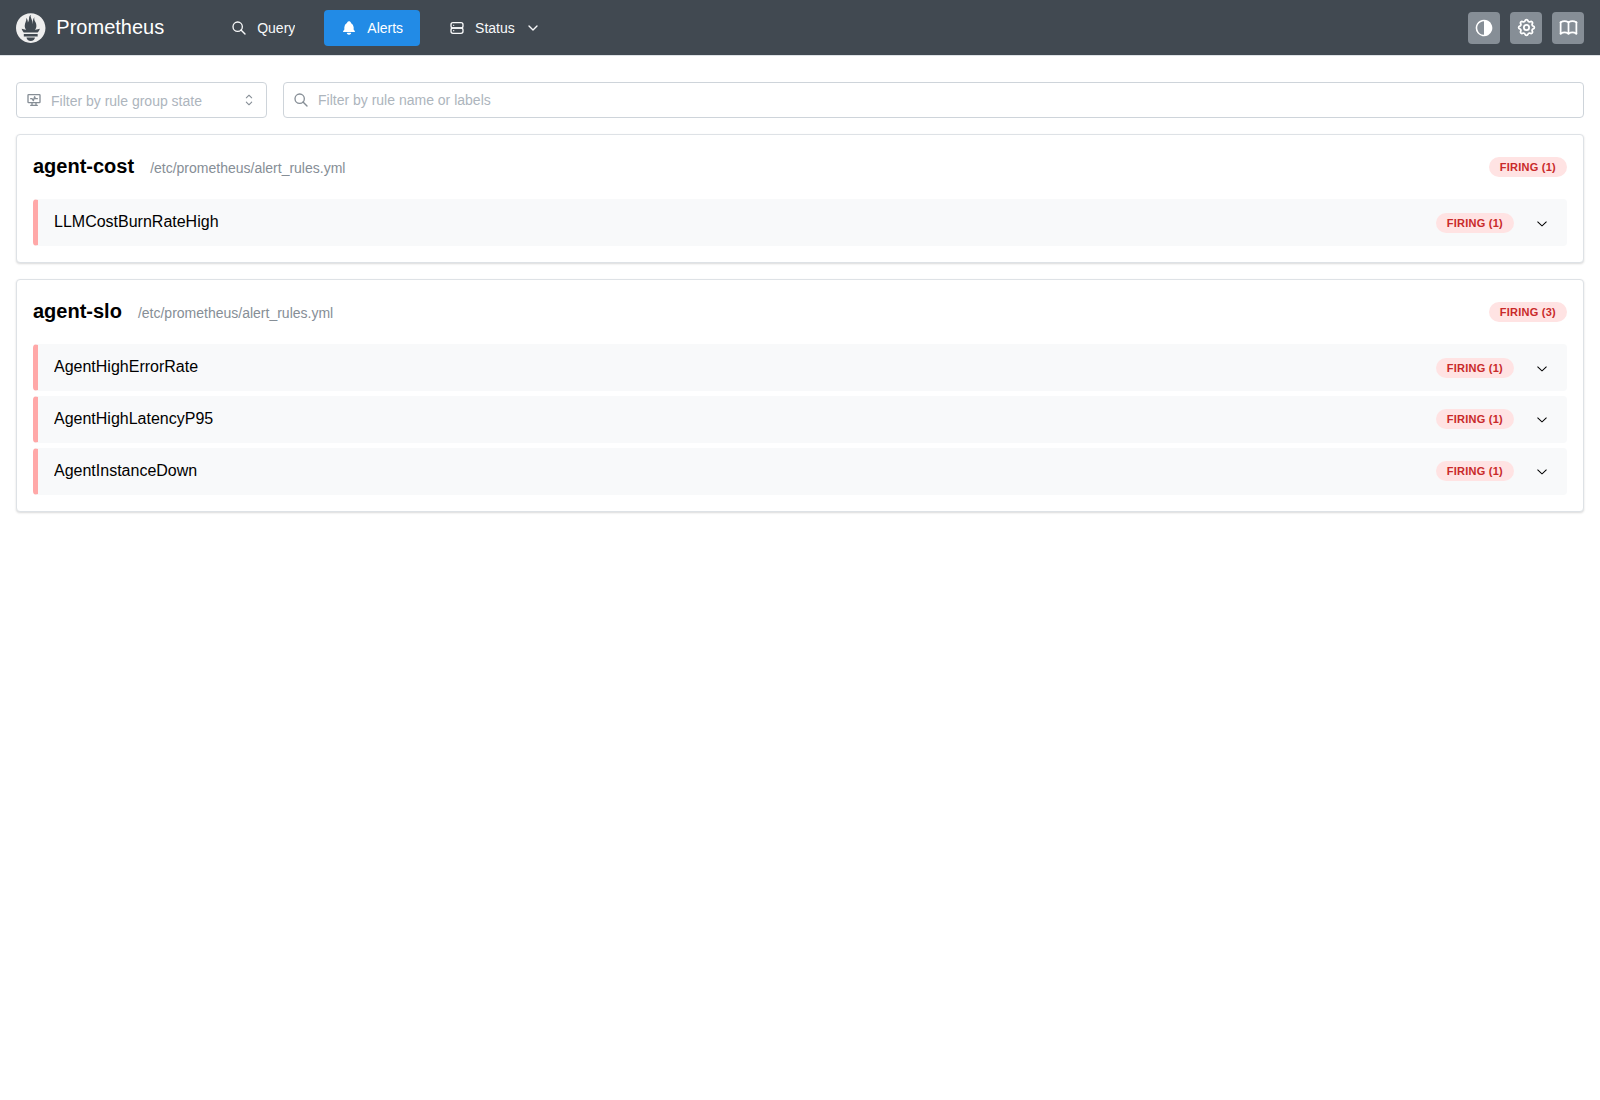 Prometheus Query Alerts Status
Filter by rule group state Filter by rule name or labels
agent-cost /etc/prometheus/alert_rules.yml FIRING (1)
LLMCostBurnRateHigh FIRING (1)
agent-slo /etc/prometheus/alert_rules.yml FIRING (3)
AgentHighErrorRate FIRING (1)
AgentHighLatencyP95 FIRING (1)
AgentInstanceDown FIRING (1)